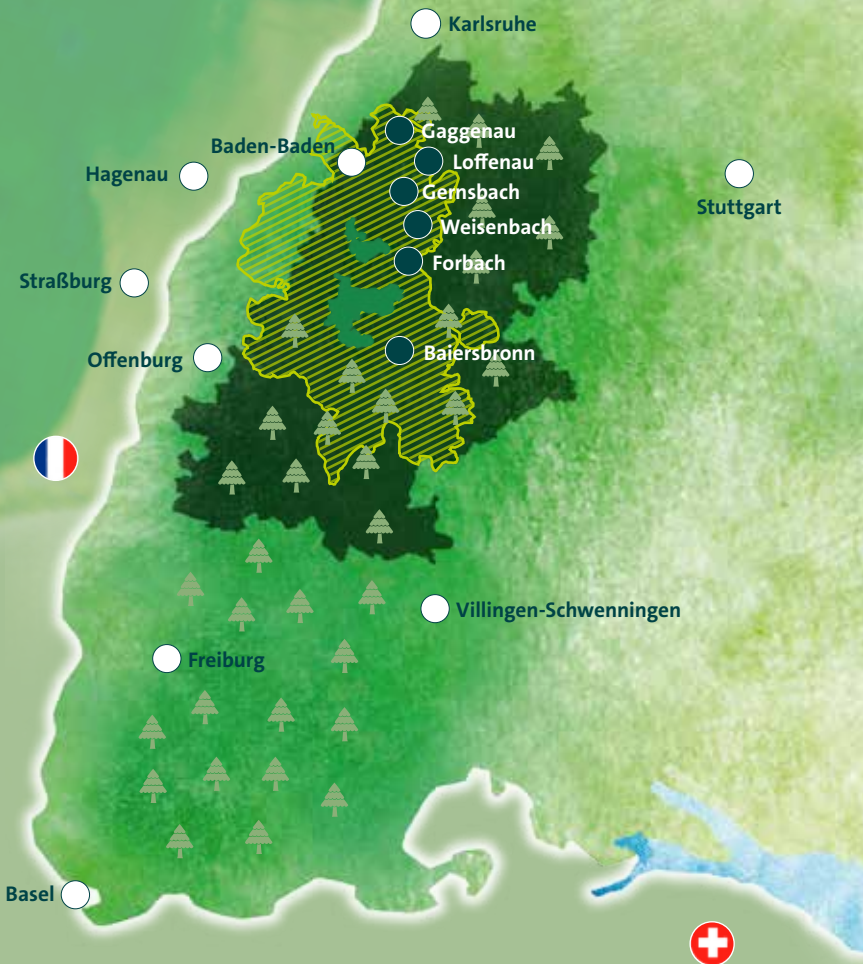 Karlsruhe
Gaggenau
Baden-Baden
Loffenau
Hagenau
Gernsbach
Stuttgart
Weisenbach
Forbach
Straßburg
Baiersbronn
Offenburg
Villingen-Schwenningen
Freiburg
Basel